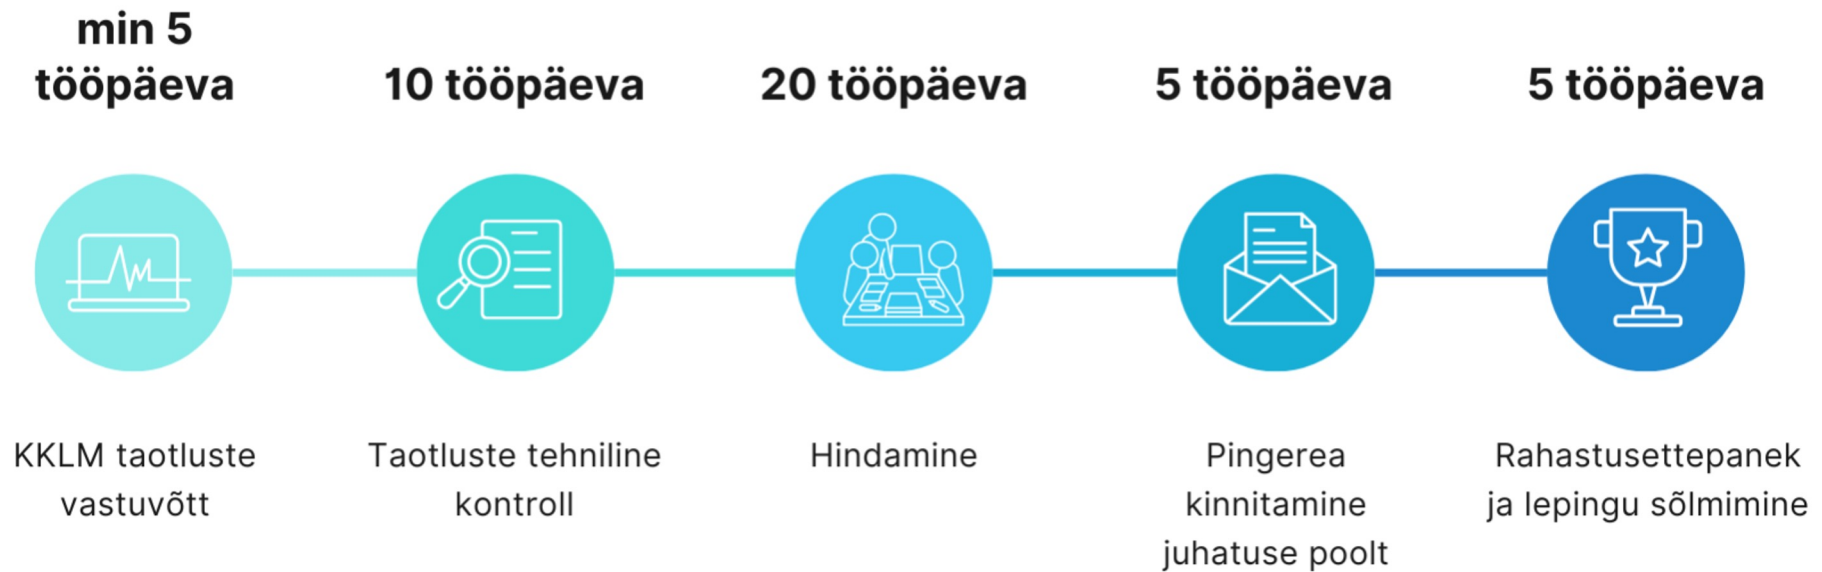 min 5
tööpäeva
10 tööpäeva
20 tööpäeva
5 tööpäeva
5 tööpäeva
KKLM taotluste
vastuvõtt
Taotluste tehniline
kontroll
Hindamine
Pingerea
kinnitamine
juhatuse poolt
Rahastusettepanek
ja lepingu sõlmimine